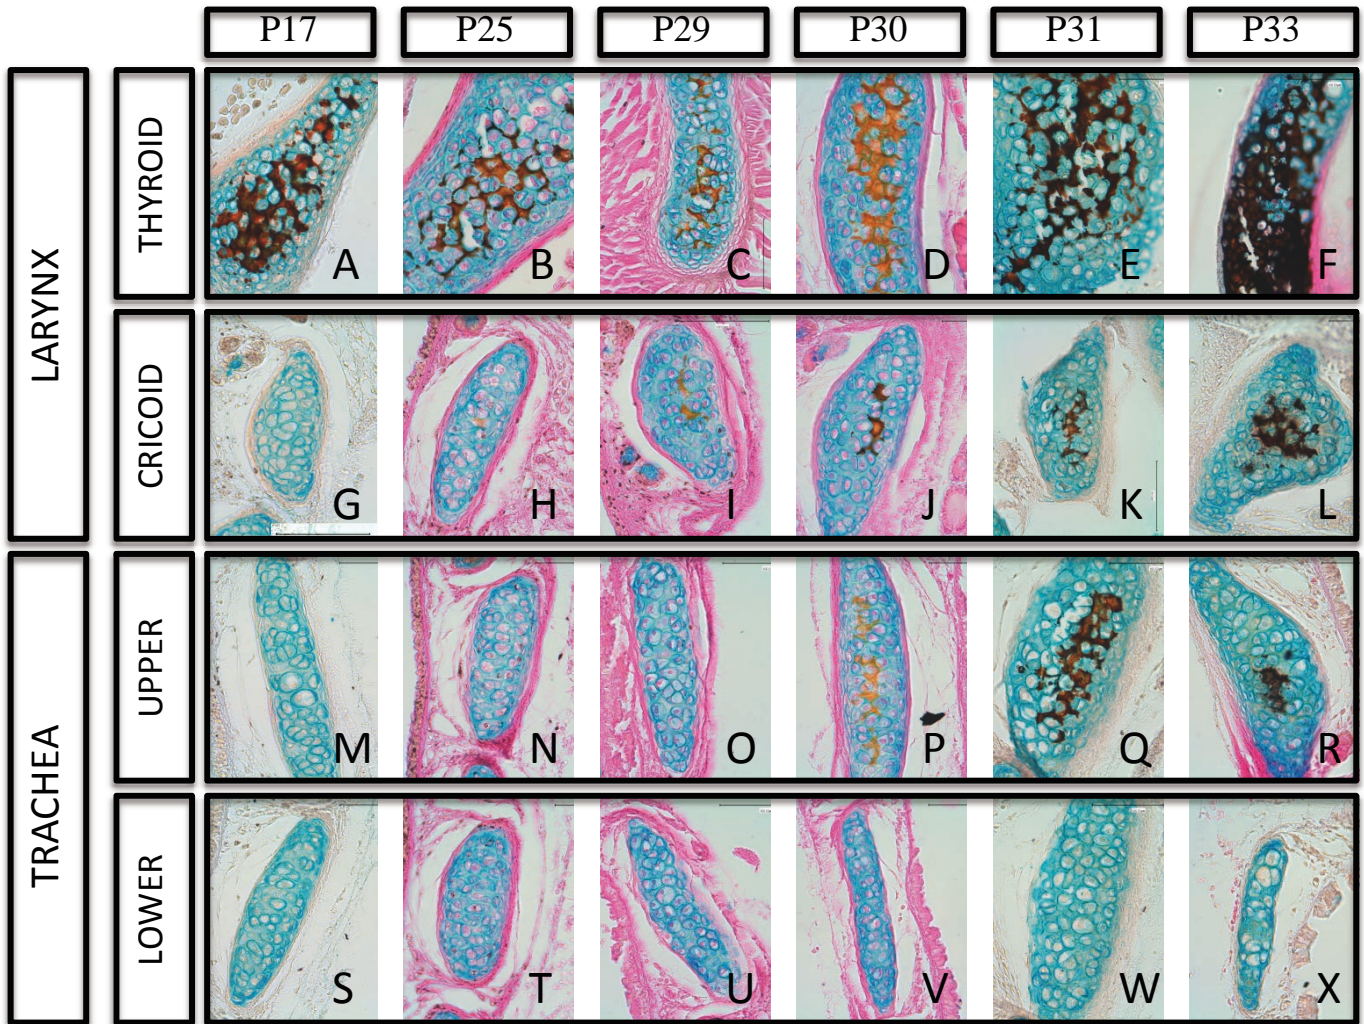 P17 P25 P29 P30 P31 P33
LARYNX
THYROID
A B C D E F
CRICOID
G H I J K L
TRACHEA
UPPER
M N O P Q R
LOWER
S T U V W X